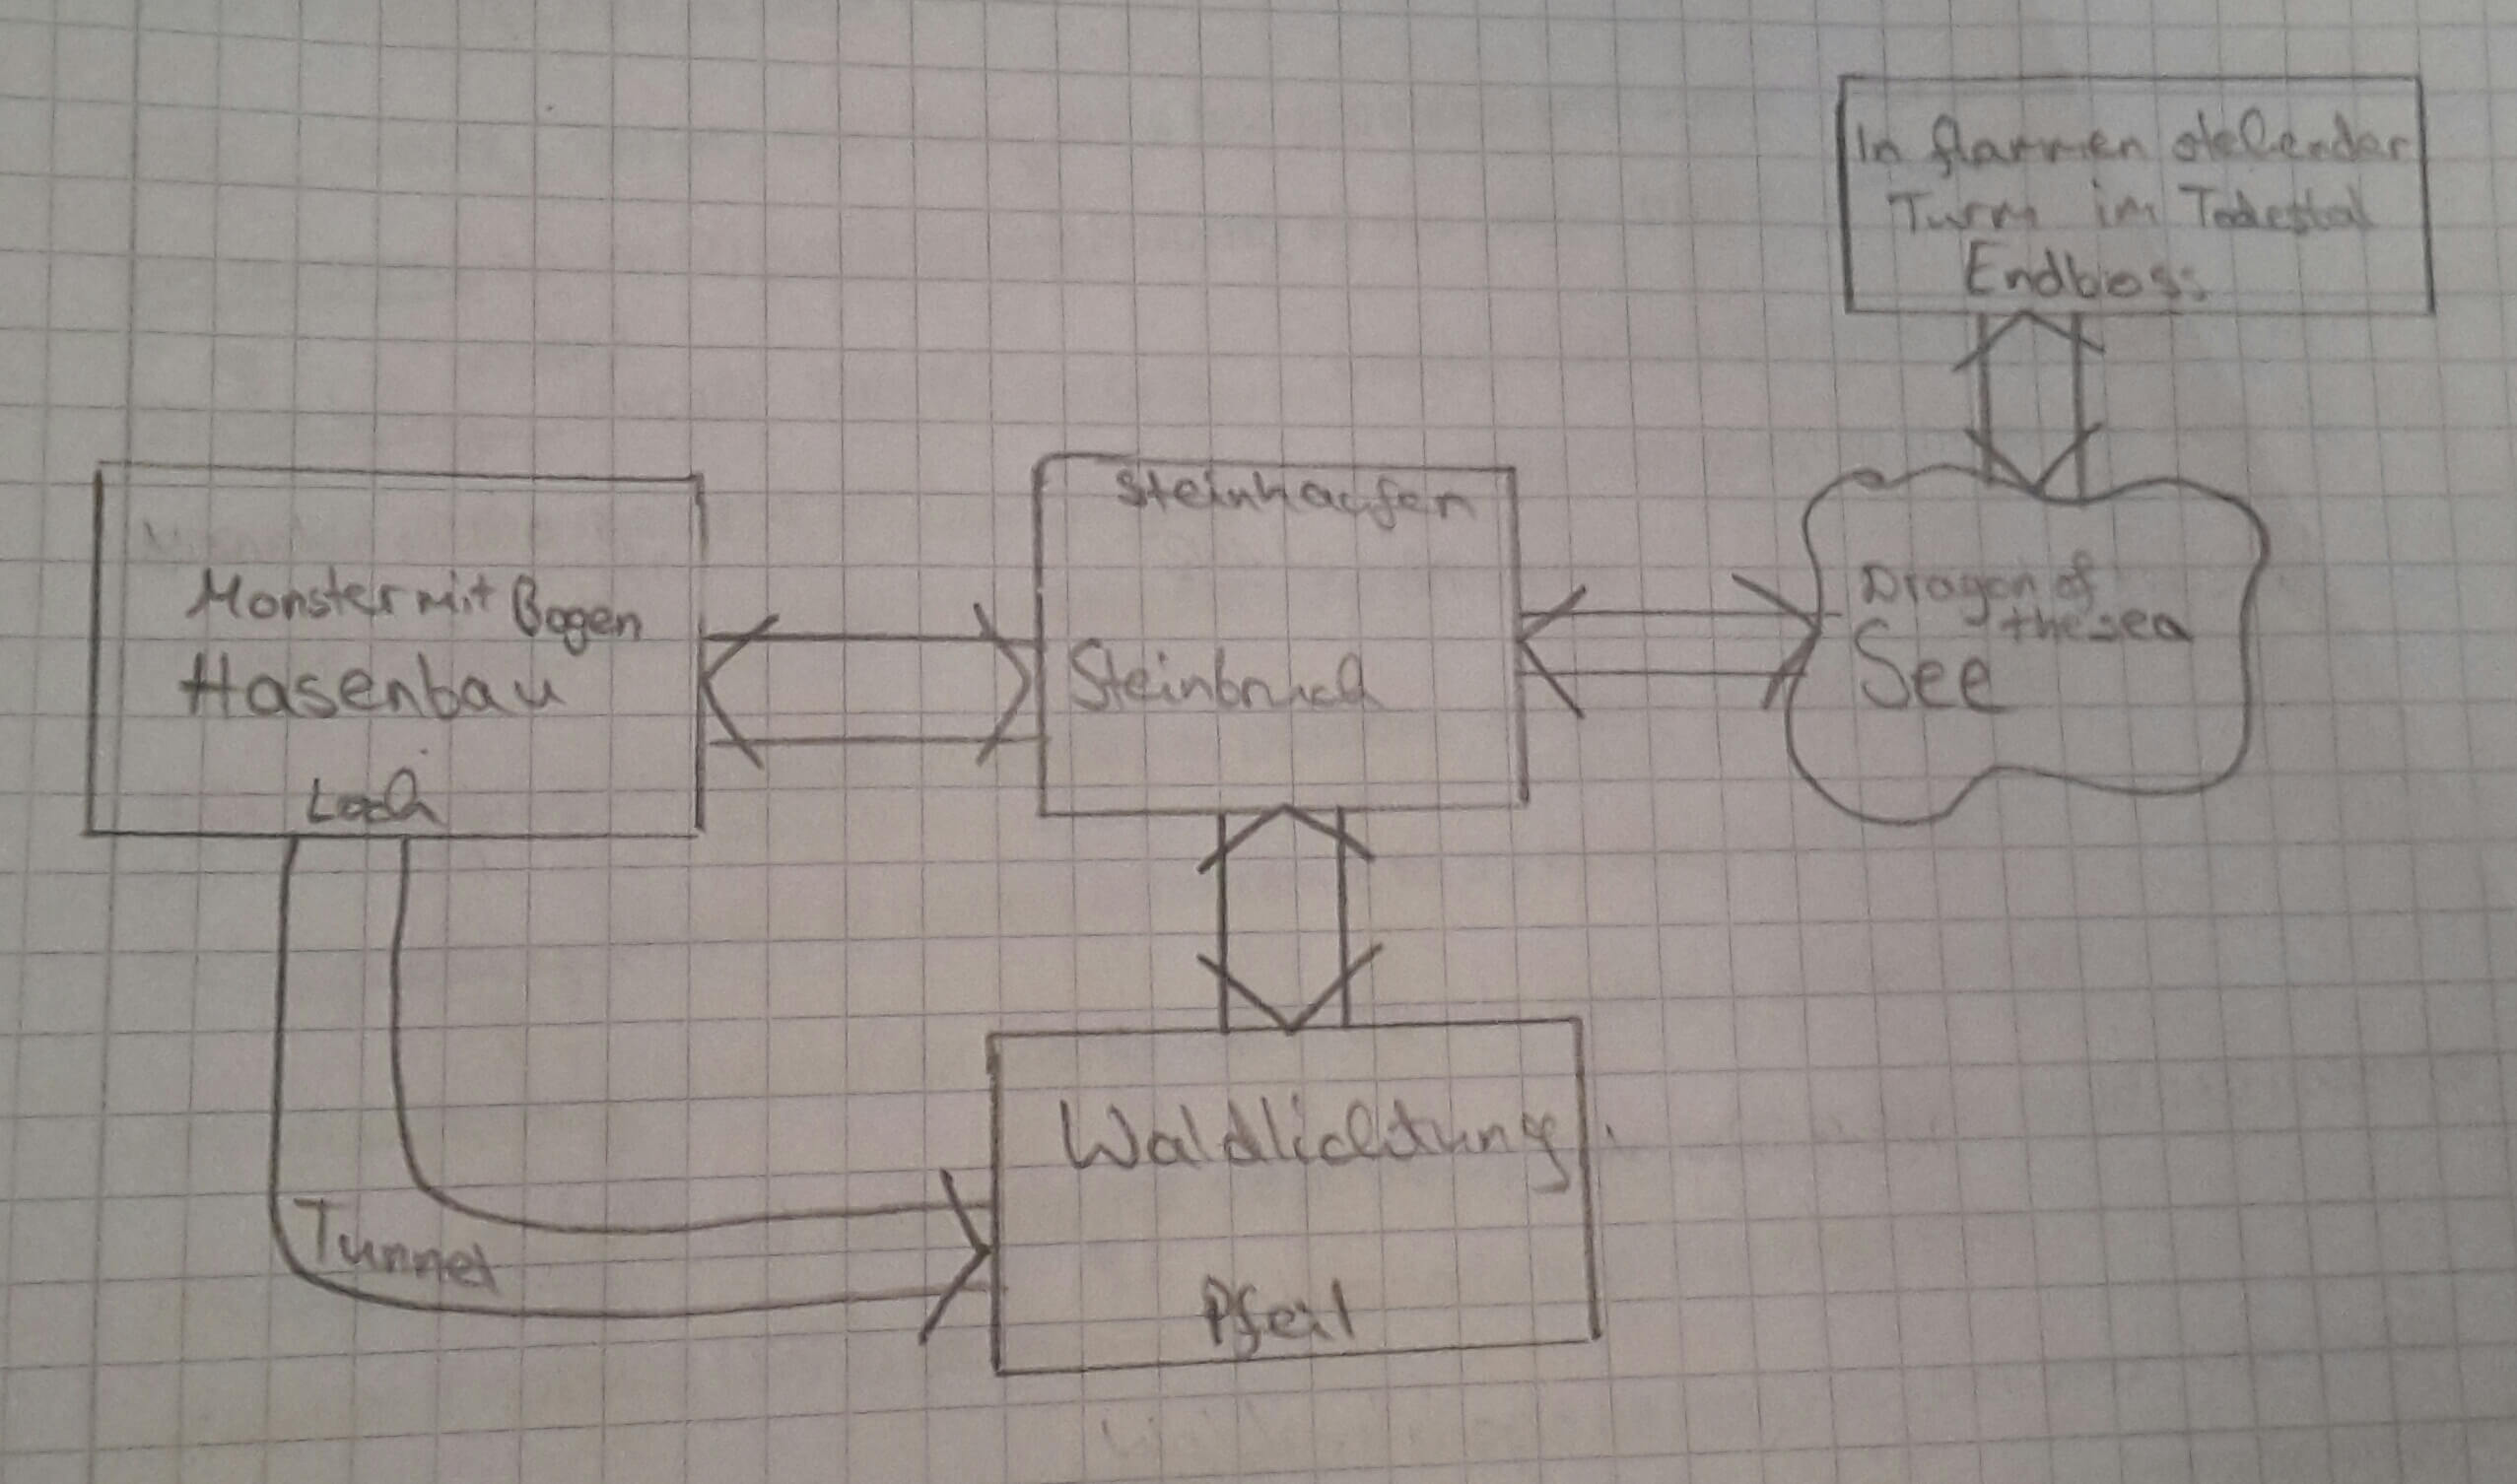 In flammen stehender
Turm im Todestal
Endboss
Steinhaufen
Steinbruch
Monster mit Bogen
Hasenbau
Loch
Dragon of
the sea
See
Waldlichtung
Pfeil
Tunnel